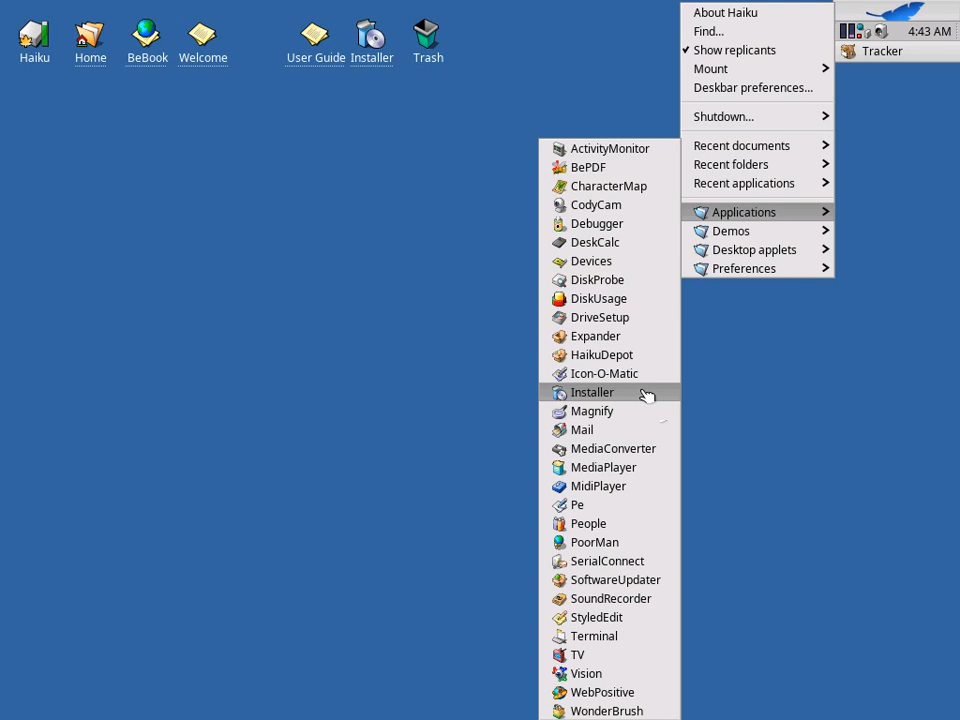 Haiku
Home
BeBook
Welcome
User Guide
Installer
Trash
About Haiku
Find...
Show replicants
Mount
Deskbar preferences...
Shutdown...
Recent documents
Recent folders
Recent applications
Applications
Demos
Desktop applets
Preferences
4:43 AM
Tracker
ActivityMonitor
BePDF
CharacterMap
CodyCam
Debugger
DeskCalc
Devices
DiskProbe
DiskUsage
DriveSetup
Expander
HaikuDepot
Icon-O-Matic
Installer
Magnify
Mail
MediaConverter
MediaPlayer
MidiPlayer
Pe
People
PoorMan
SerialConnect
SoftwareUpdater
SoundRecorder
StyledEdit
Terminal
TV
Vision
WebPositive
WonderBrush